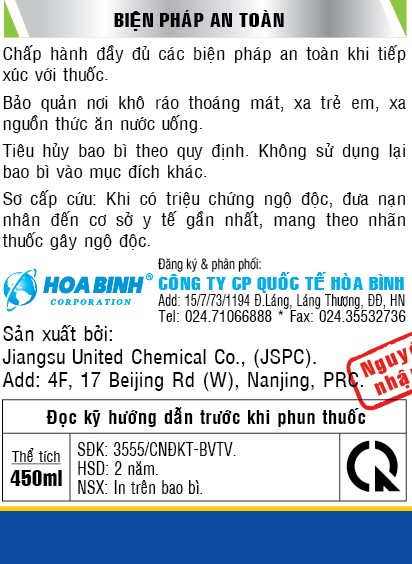 BIỆN PHÁP AN TOÀN
Chấp hành đầy đủ các biện pháp an toàn khi tiếp
xúc với thuốc.
Bảo quản nơi khô ráo thoáng mát, xa trẻ em, xa
nguồn thức ăn nước uống.
Tiêu hủy bao bì theo quy định. Không sử dụng lại
bao bì vào mục đích khác.
Sơ cấp cứu: Khi có triệu chứng ngộ độc, đưa nạn
nhân đến cơ sở y tế gần nhất, mang theo nhãn
thuốc gây ngộ độc.
Đăng ký & phân phối:
HOA BINH®
CORPORATION
CÔNG TY CP QUỐC TẾ HÒA BÌNH
Add: 15/7/73/1194 Đ.Láng, Láng Thượng, ĐĐ, HN
Tel: 024.71066888 * Fax: 024.35532736
Sản xuất bởi:
Jiangsu United Chemical Co., (JSPC).
Add: 4F, 17 Beijing Rd (W), Nanjing, PRC.
Nguyê
nhậ
Đọc kỹ hướng dẫn trước khi phun thuốc
Thể tích
450ml
SĐK: 3555/CNĐKT-BVTV.
HSD: 2 năm.
NSX: In trên bao bì.